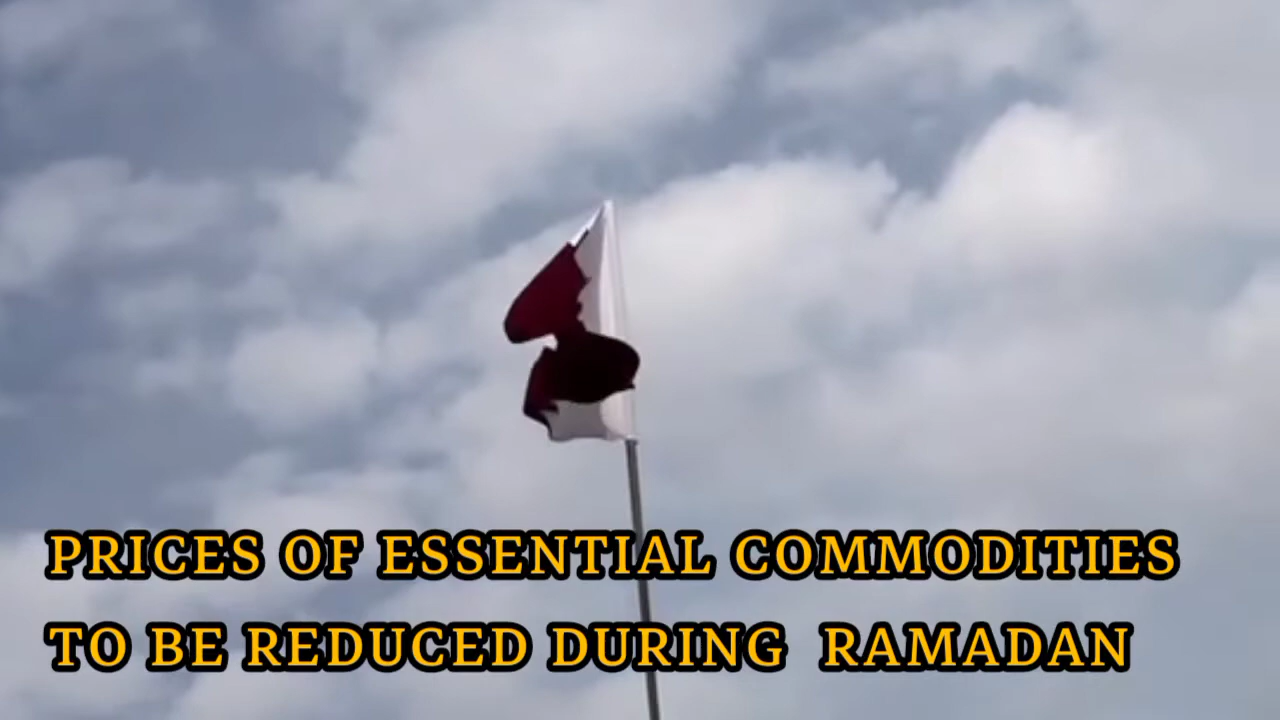 PRICES OF ESSENTIAL COMMODITIES
TO BE REDUCED DURING RAMADAN